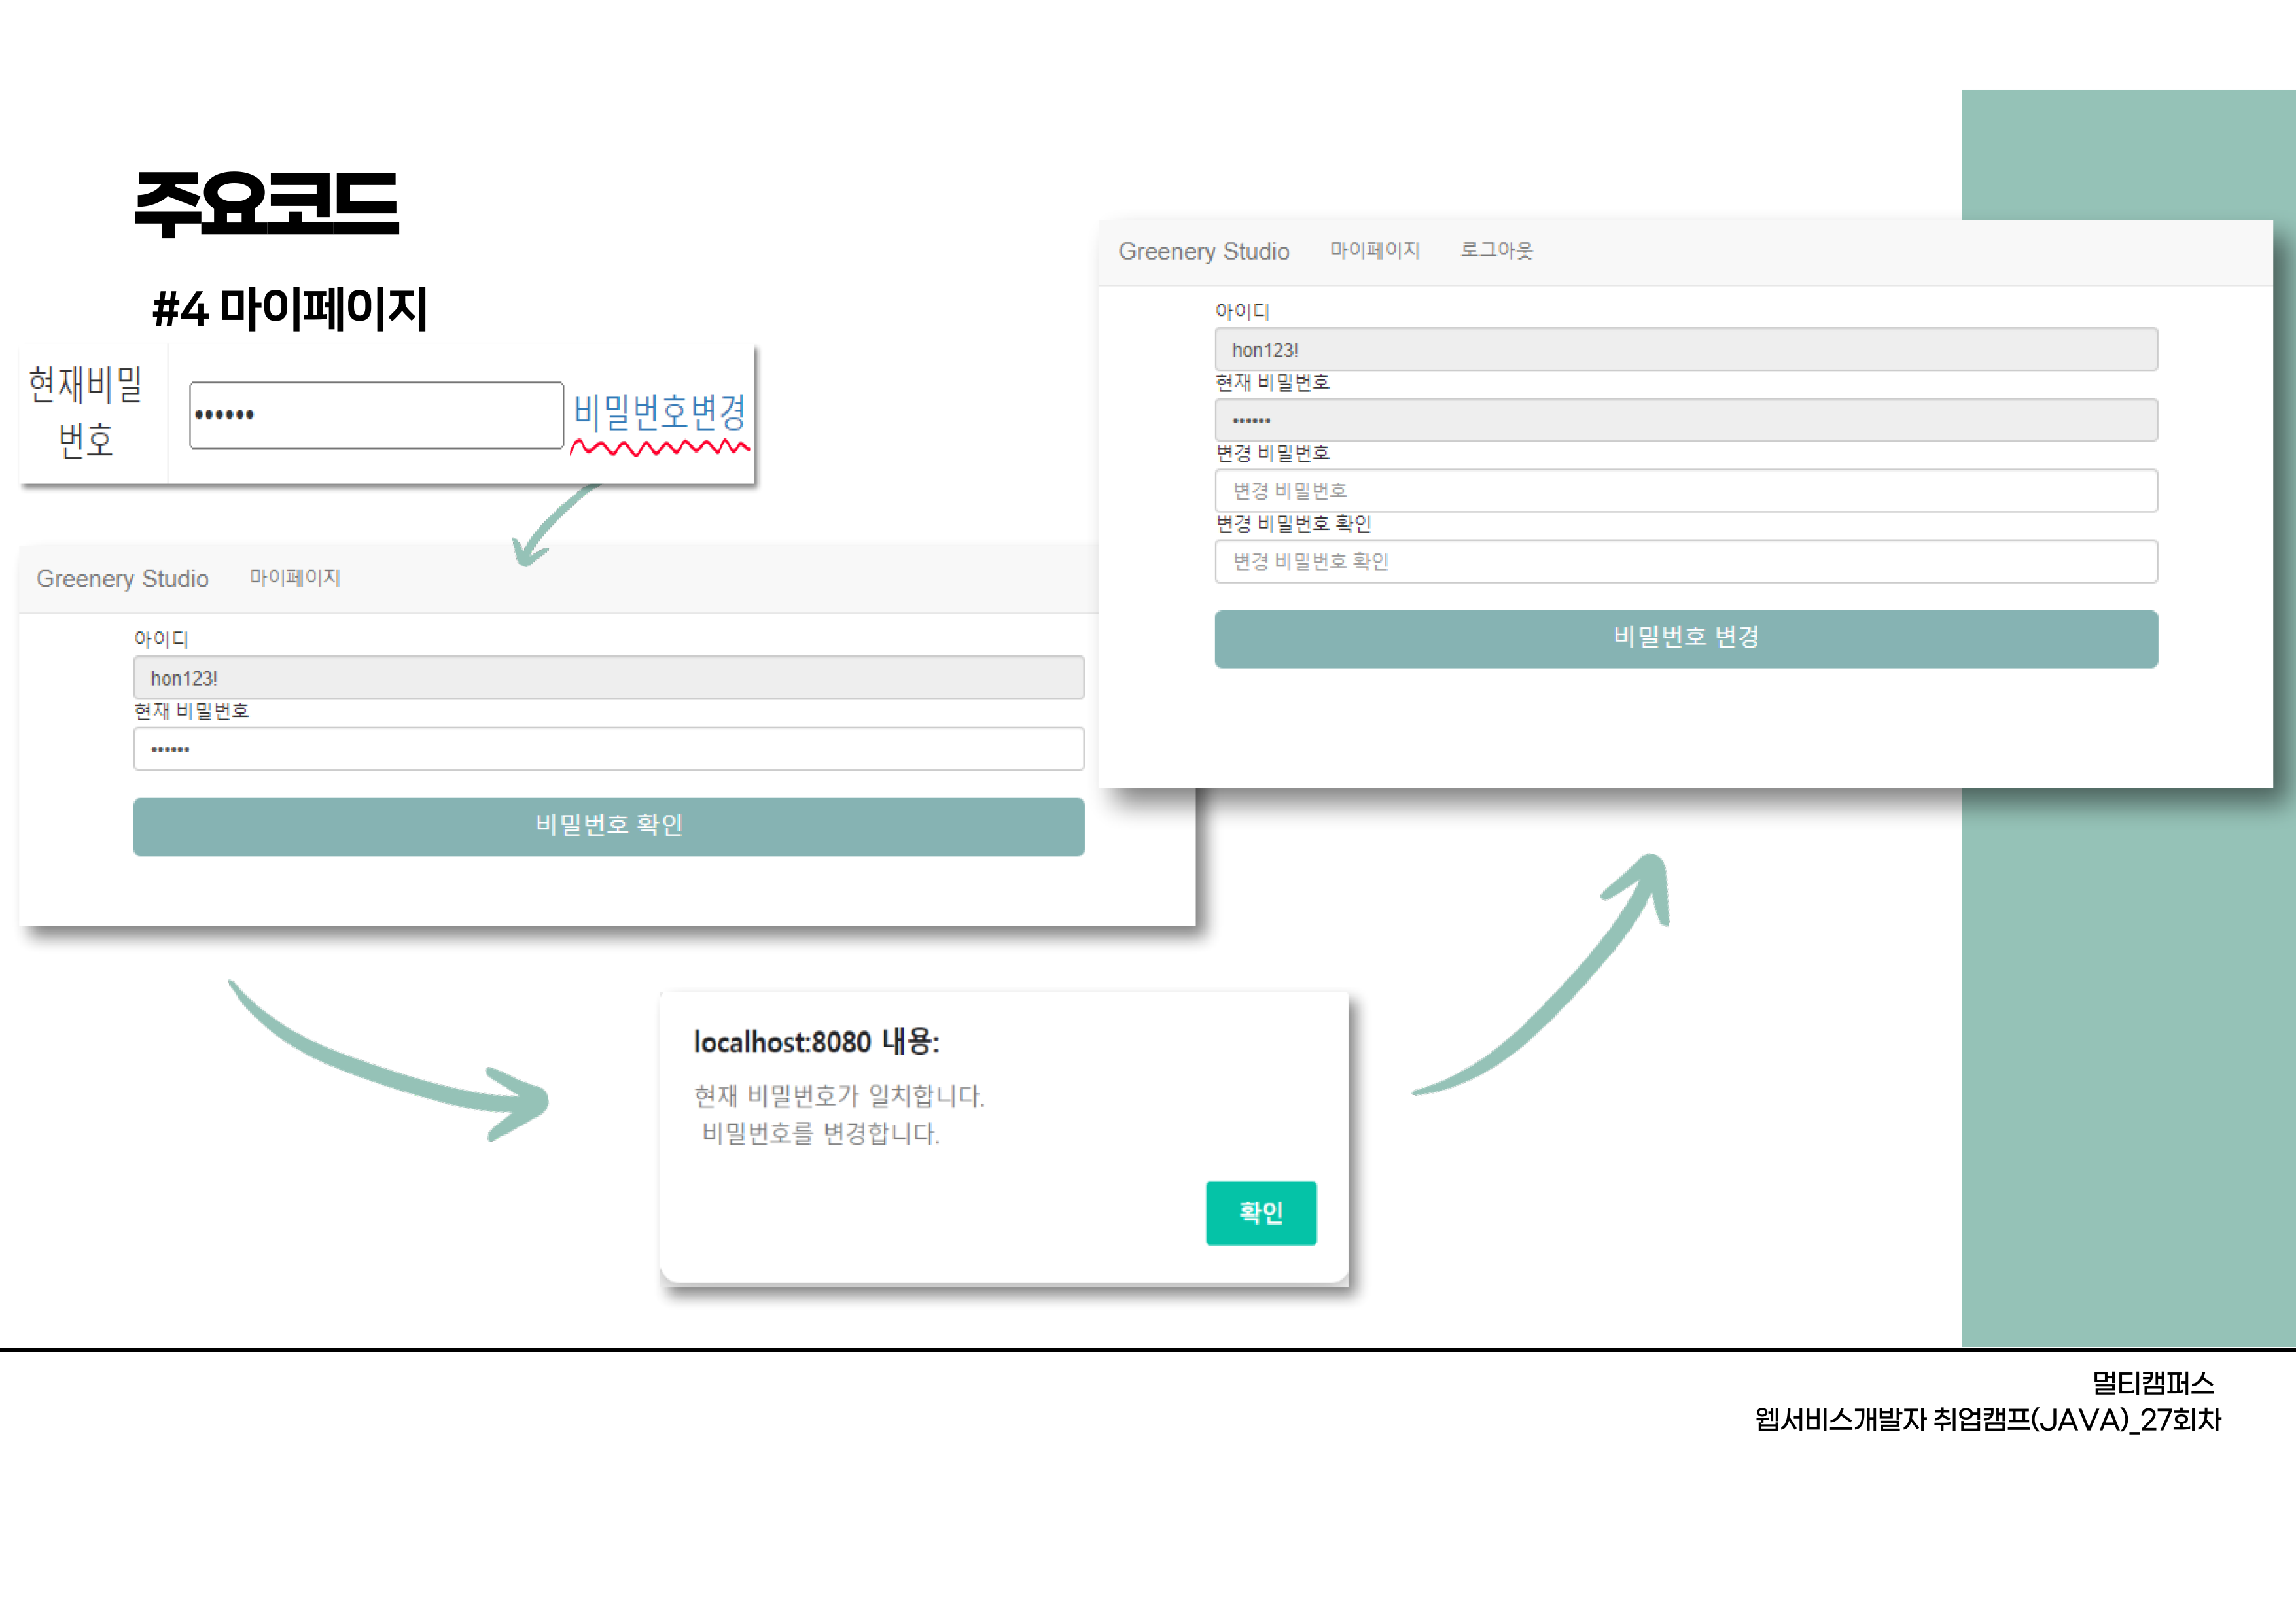 주요코드
#4 마이페이지
현재비밀
번호
•••••• 비밀번호변경
Greenery Studio 마이페이지
아이디
hon123!
현재 비밀번호
••••••
비밀번호 확인
localhost:8080 내용:
현재 비밀번호가 일치합니다.
비밀번호를 변경합니다.
확인
Greenery Studio 마이페이지 로그아웃
아이디
hon123!
현재 비밀번호
••••••
변경 비밀번호
변경 비밀번호
변경 비밀번호 확인
변경 비밀번호 확인
비밀번호 변경
멀티캠퍼스
웹서비스개발자 취업캠프(JAVA)_27회차